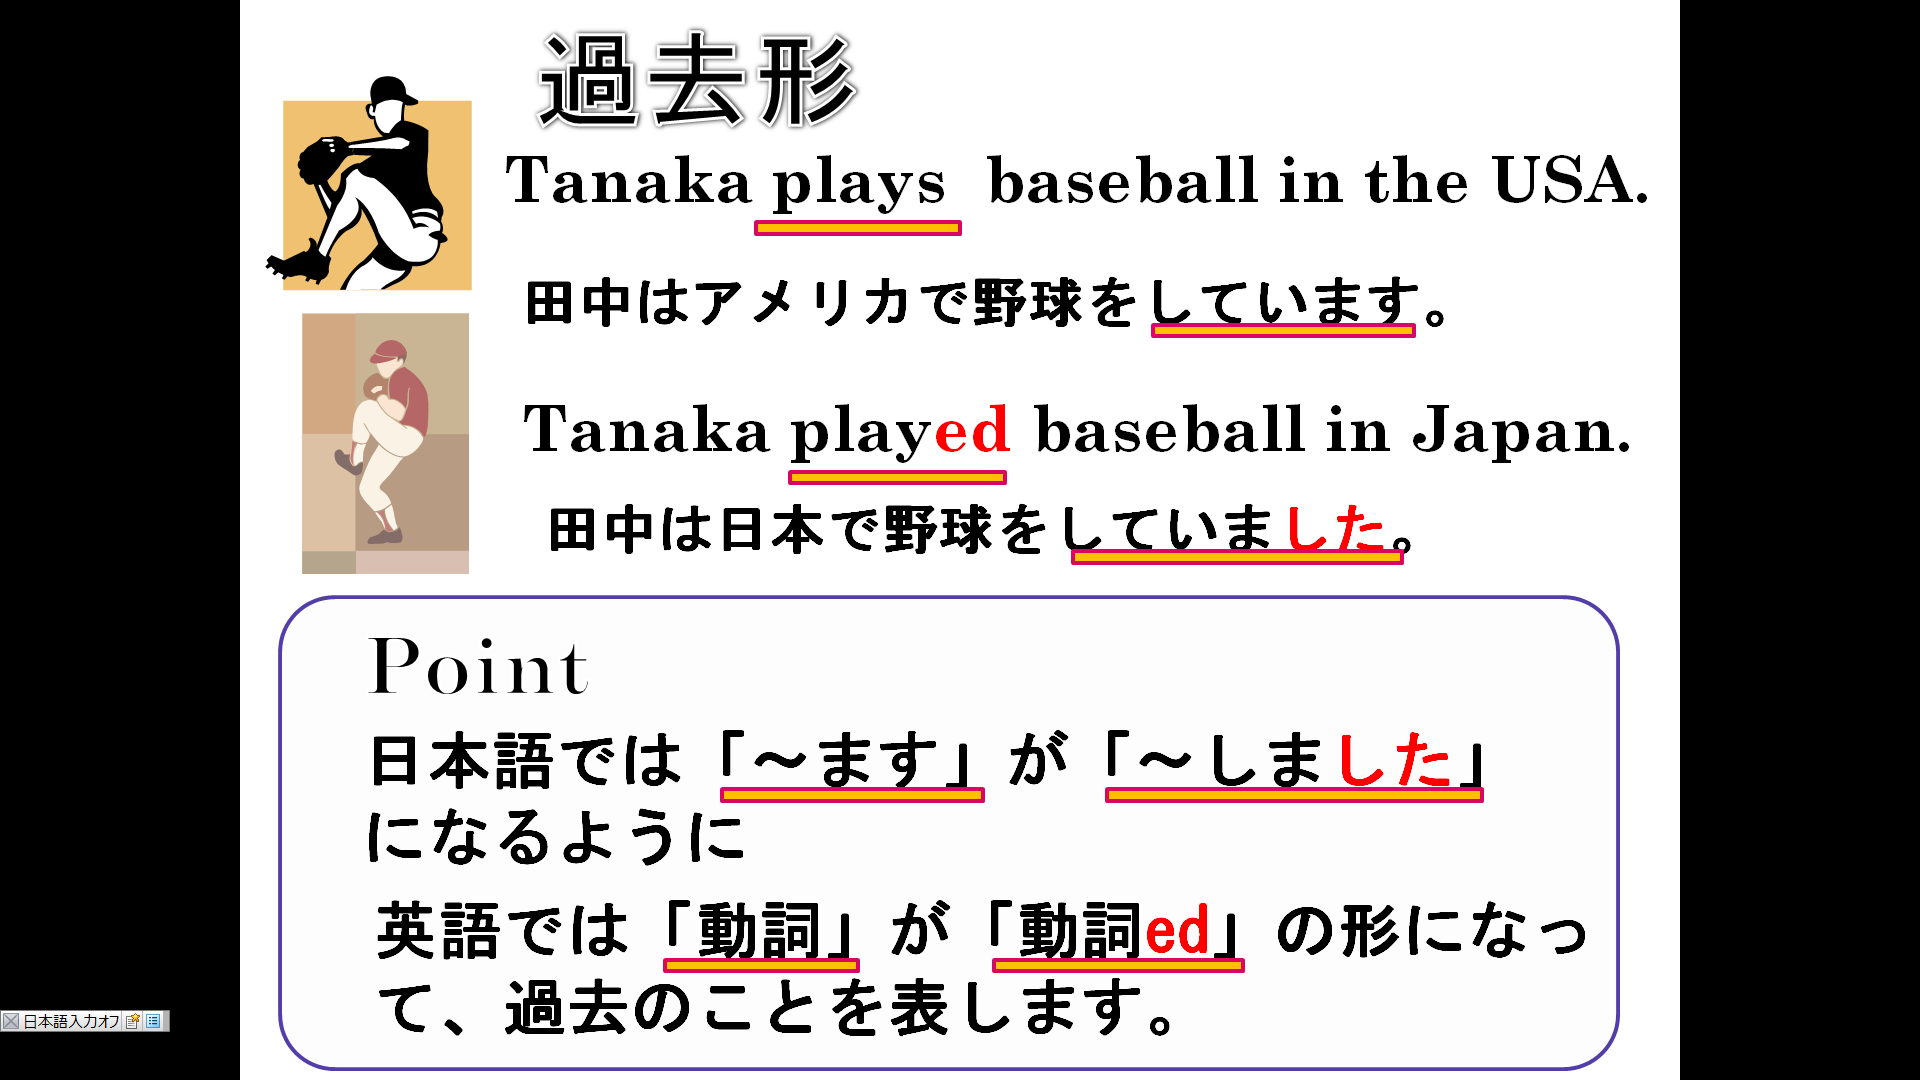 過去形
Tanaka plays baseball in the USA.
田中はアメリカで野球をしています。
Tanaka played baseball in Japan.
田中は日本で野球をしていました。
Point
日本語では「～ます」が「～しました」
になるように
英語では「動詞」が「動詞ed」の形になっ
て、過去のことを表します。
日本語入力オフ